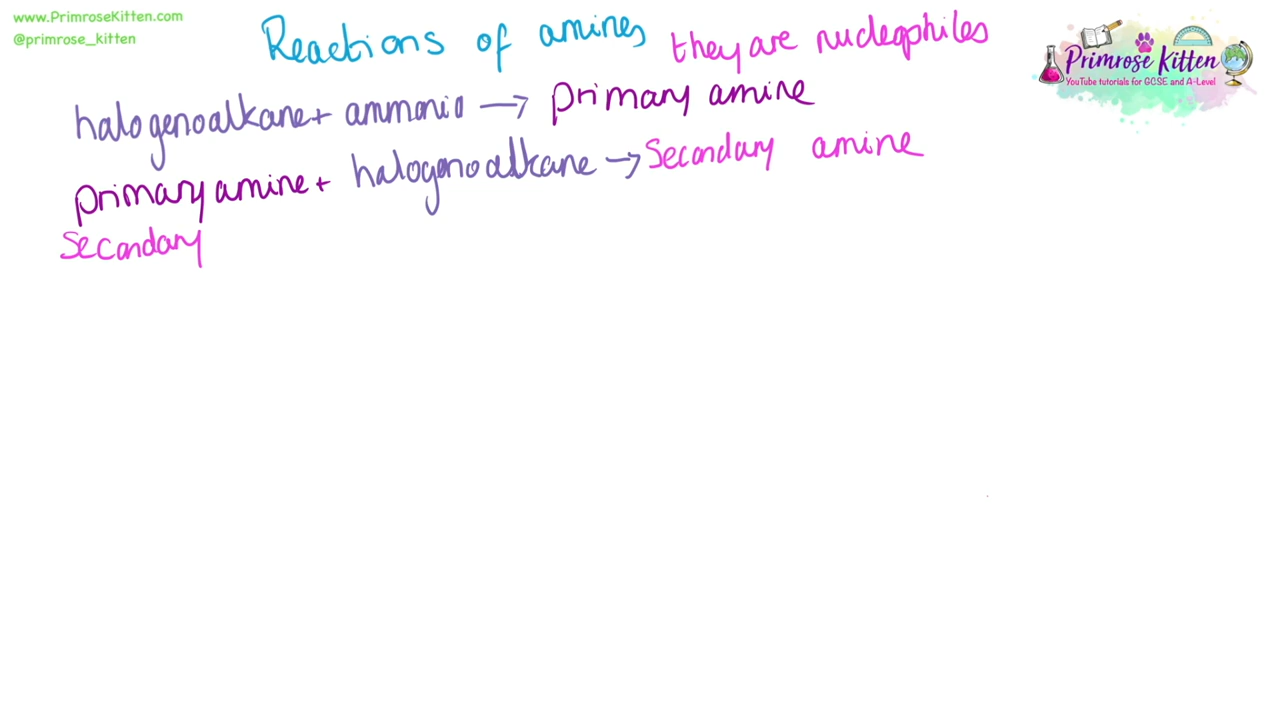 www.PrimroseKitten.com
@primrose_kitten
Reactions of amines they are nucleophiles
Primrose Kitten
YouTube tutorials for GCSE and A-Level
halogenoalkane + ammonia → primary amine
primary amine + halogenoalkane → Secondary amine
Secondary